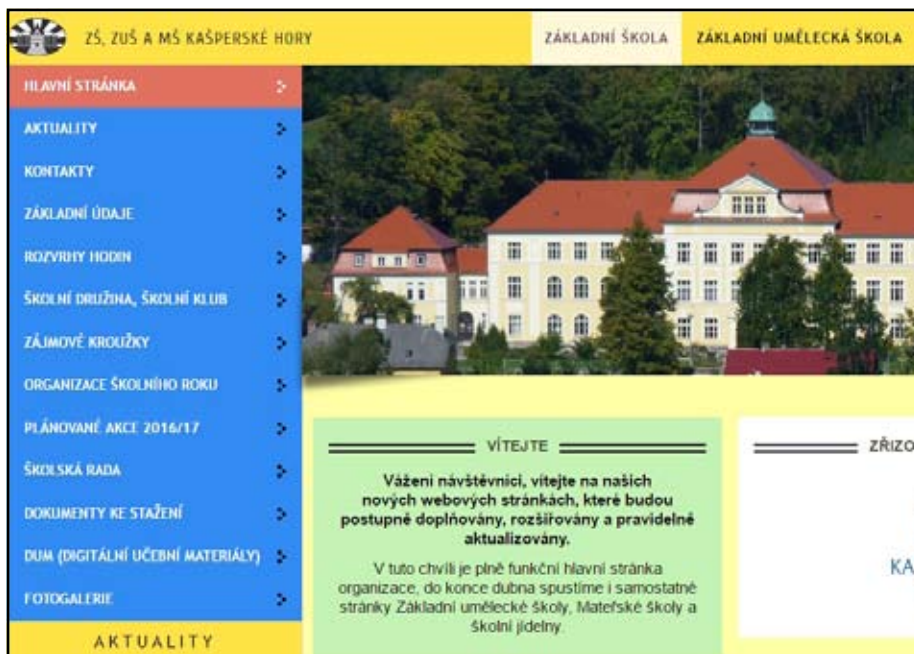 ZŠ, ZUŠ A MŠ KAŠPERSKÉ HORY
ZÁKLADNÍ ŠKOLA
ZÁKLADNÍ UMĚLECKÁ ŠKOLA
HLAVNÍ STRÁNKA
AKTUALITY
KONTAKTY
ZÁKLADNÍ ÚDAJE
ROZVRHY HODIN
ŠKOLNÍ DRUŽINA, ŠKOLNÍ KLUB
ZÁJMOVÉ KROUŽKY
ORGANIZACE ŠKOLNÍHO ROKU
PLÁNOVANÉ AKCE 2016/17
ŠKOLSKÁ RADA
DOKUMENTY KE STAŽENÍ
DUM (DIGITÁLNÍ UČEBNÍ MATERIÁLY)
FOTOGALERIE
AKTUALITY
VÍTEJTE
Vážení návštěvníci, vítejte na našich
nových webových stránkách, které budou
postupně doplňovány, rozšiřovány a pravidelně
aktualizovány.
V tuto chvíli je plně funkční hlavní stránka
organizace, do konce dubna spustíme i samostatné
stránky Základní umělecké školy, Mateřské školy a
školní jídelny.
ZŘIZO
KA